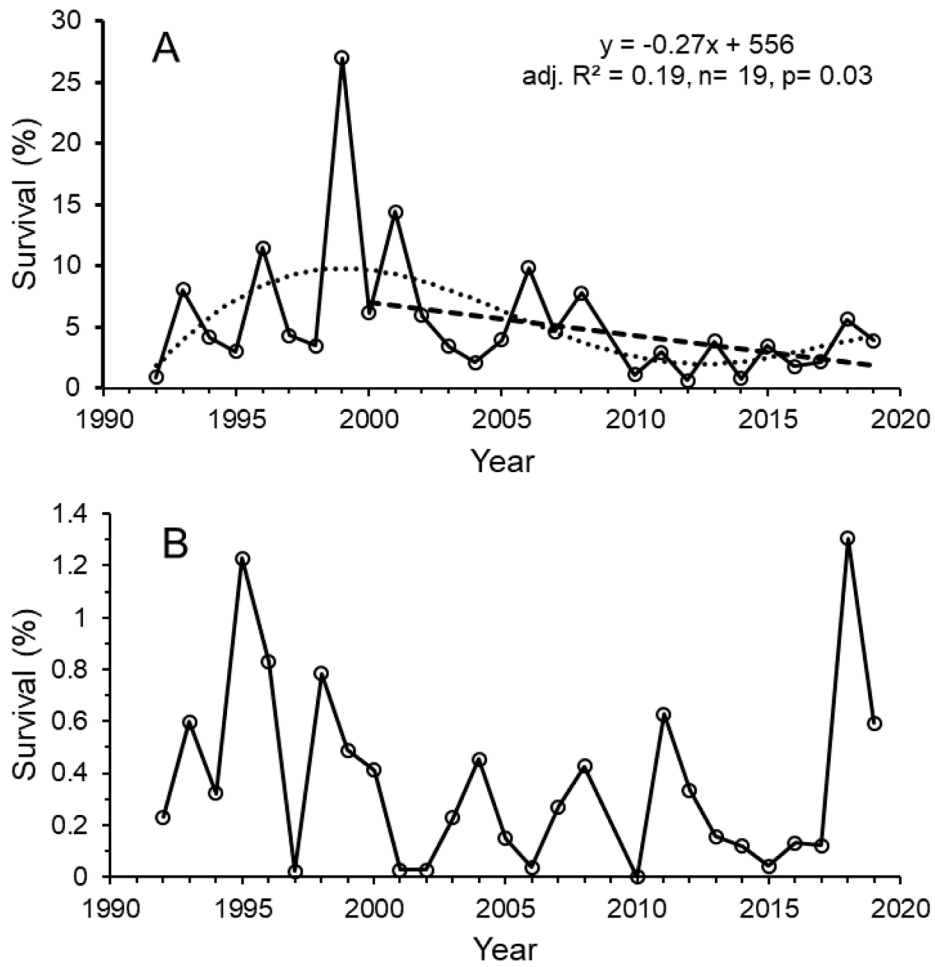 A
y = -0.27x + 556
adj. R² = 0.19, n= 19, p= 0.03
Survival (%)
30
25
20
15
10
5
0
1990 1995 2000 2005 2010 2015 2020
Year
B
Survival (%)
1.4
1.2
1
0.8
0.6
0.4
0.2
0
1990 1995 2000 2005 2010 2015 2020
Year